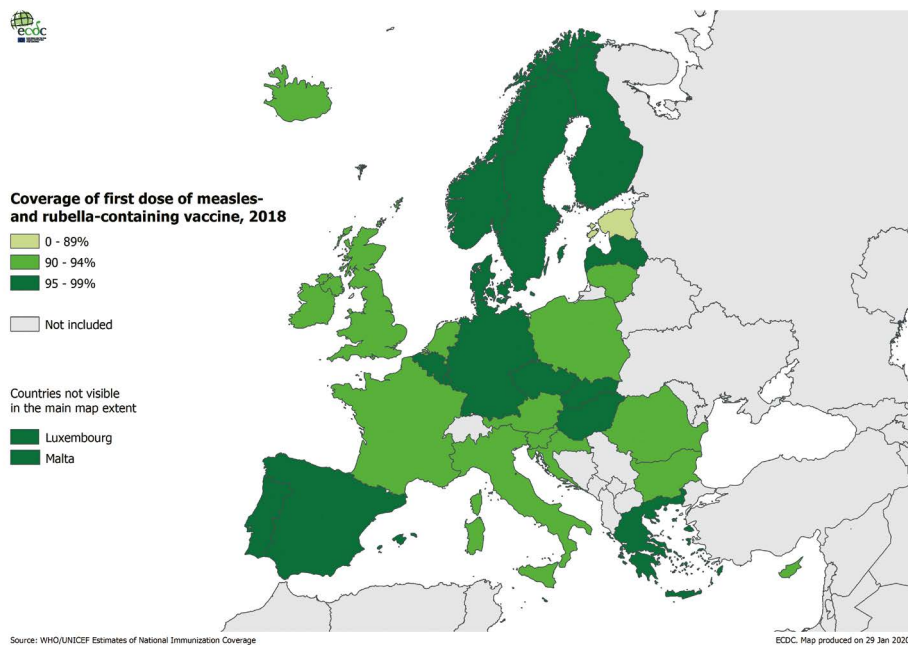 ecdc
Coverage of first dose of measles-
and rubella-containing vaccine, 2018
0 - 89%
90 - 94%
95 - 99%
Not included
Countries not visible
in the main map extent
Luxembourg
Malta
Source: WHO/UNICEF Estimates of National Immunization Coverage
ECDC. Map produced on 29 Jan 2020